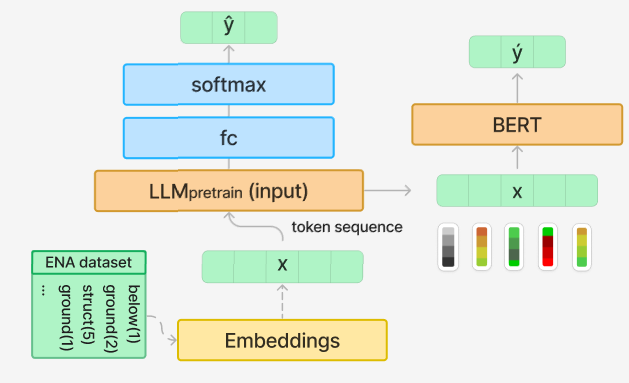 ŷ
softmax
fc
LLMpretrain (input)
token sequence
x
Embeddings
ENA dataset
below(1)
ground(2)
struct(5)
ground(1)
...
ý
BERT
x